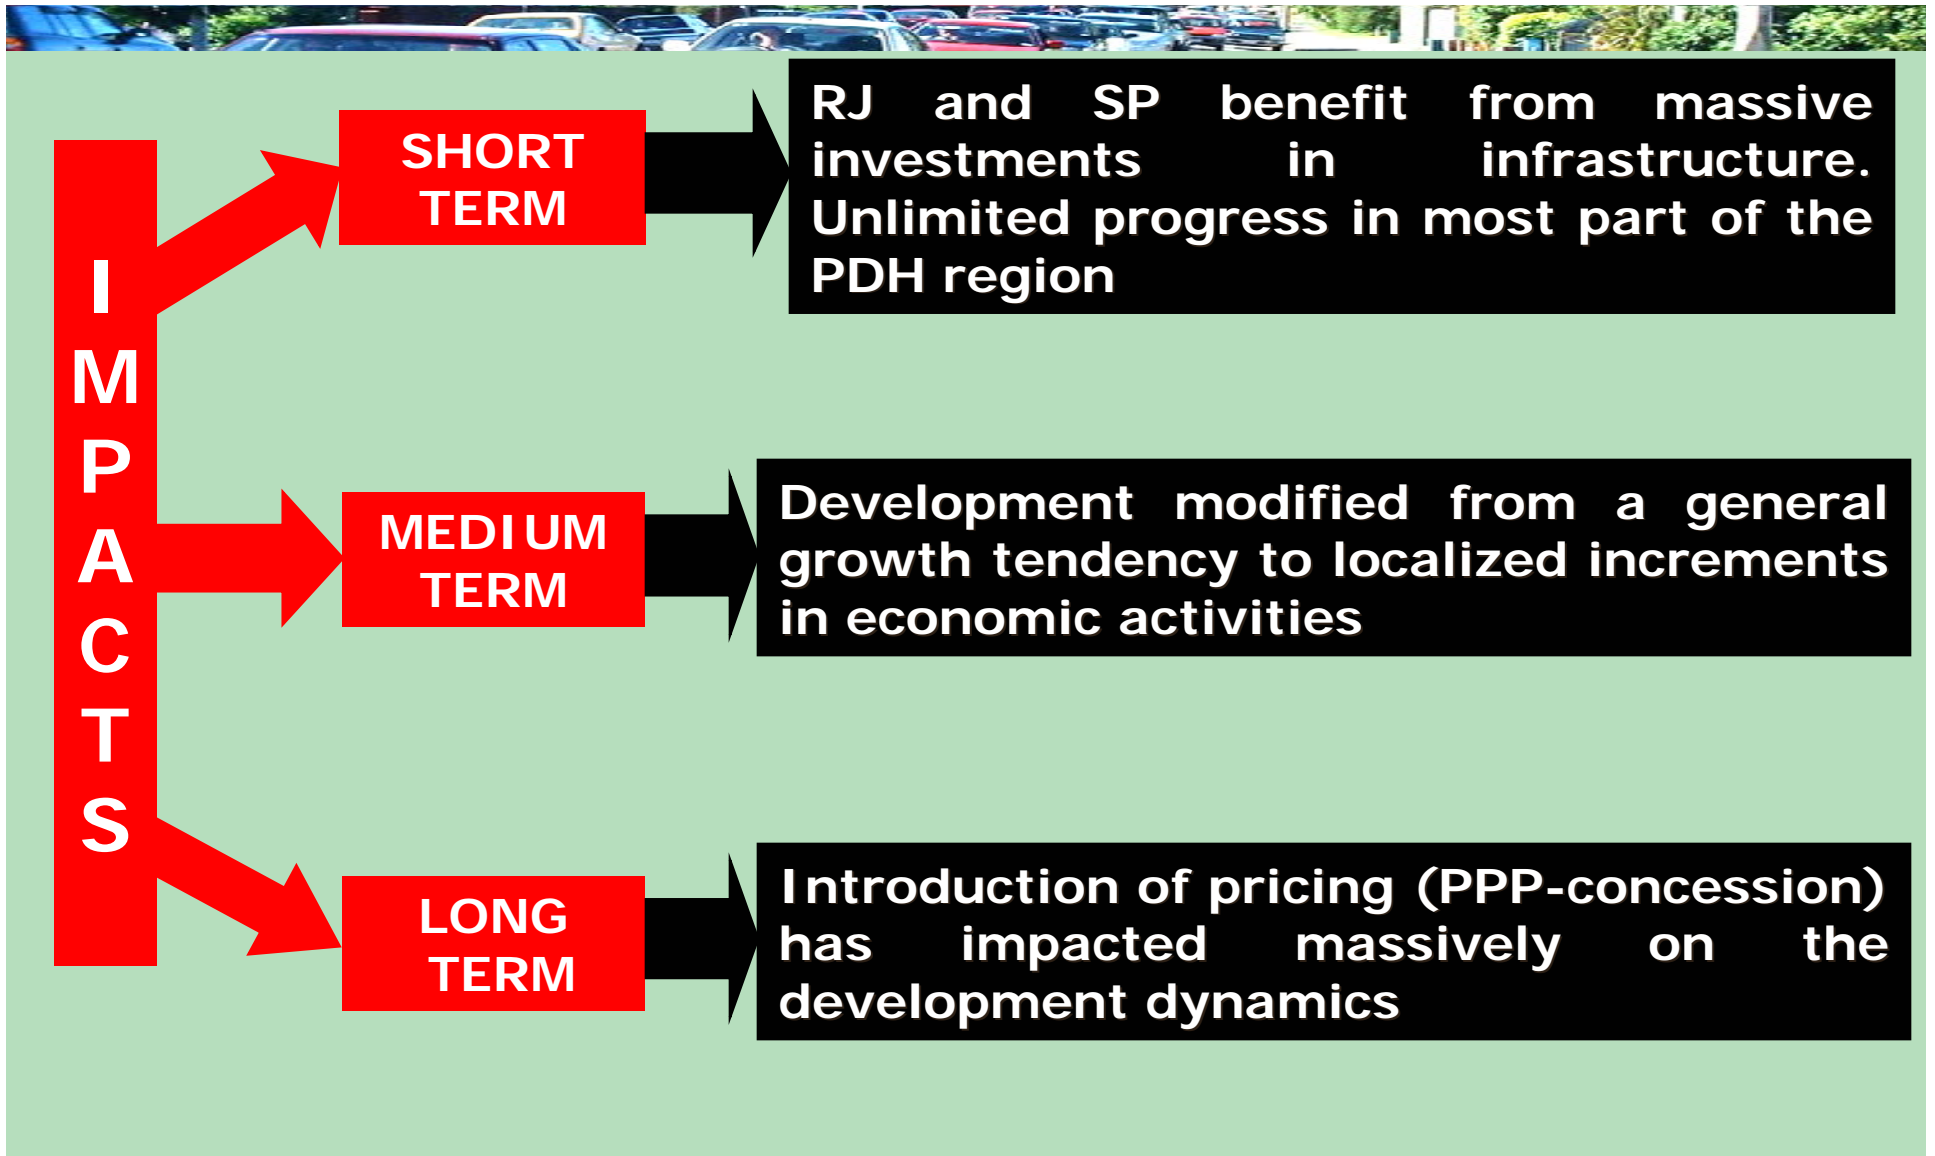 IMPACTS
SHORT
TERM
RJ and SP benefit from massive
investments in infrastructure.
Unlimited progress in most part of the
PDH region
MEDIUM
TERM
Development modified from a general
growth tendency to localized increments
in economic activities
LONG
TERM
Introduction of pricing (PPP-concession)
has impacted massively on the
development dynamics